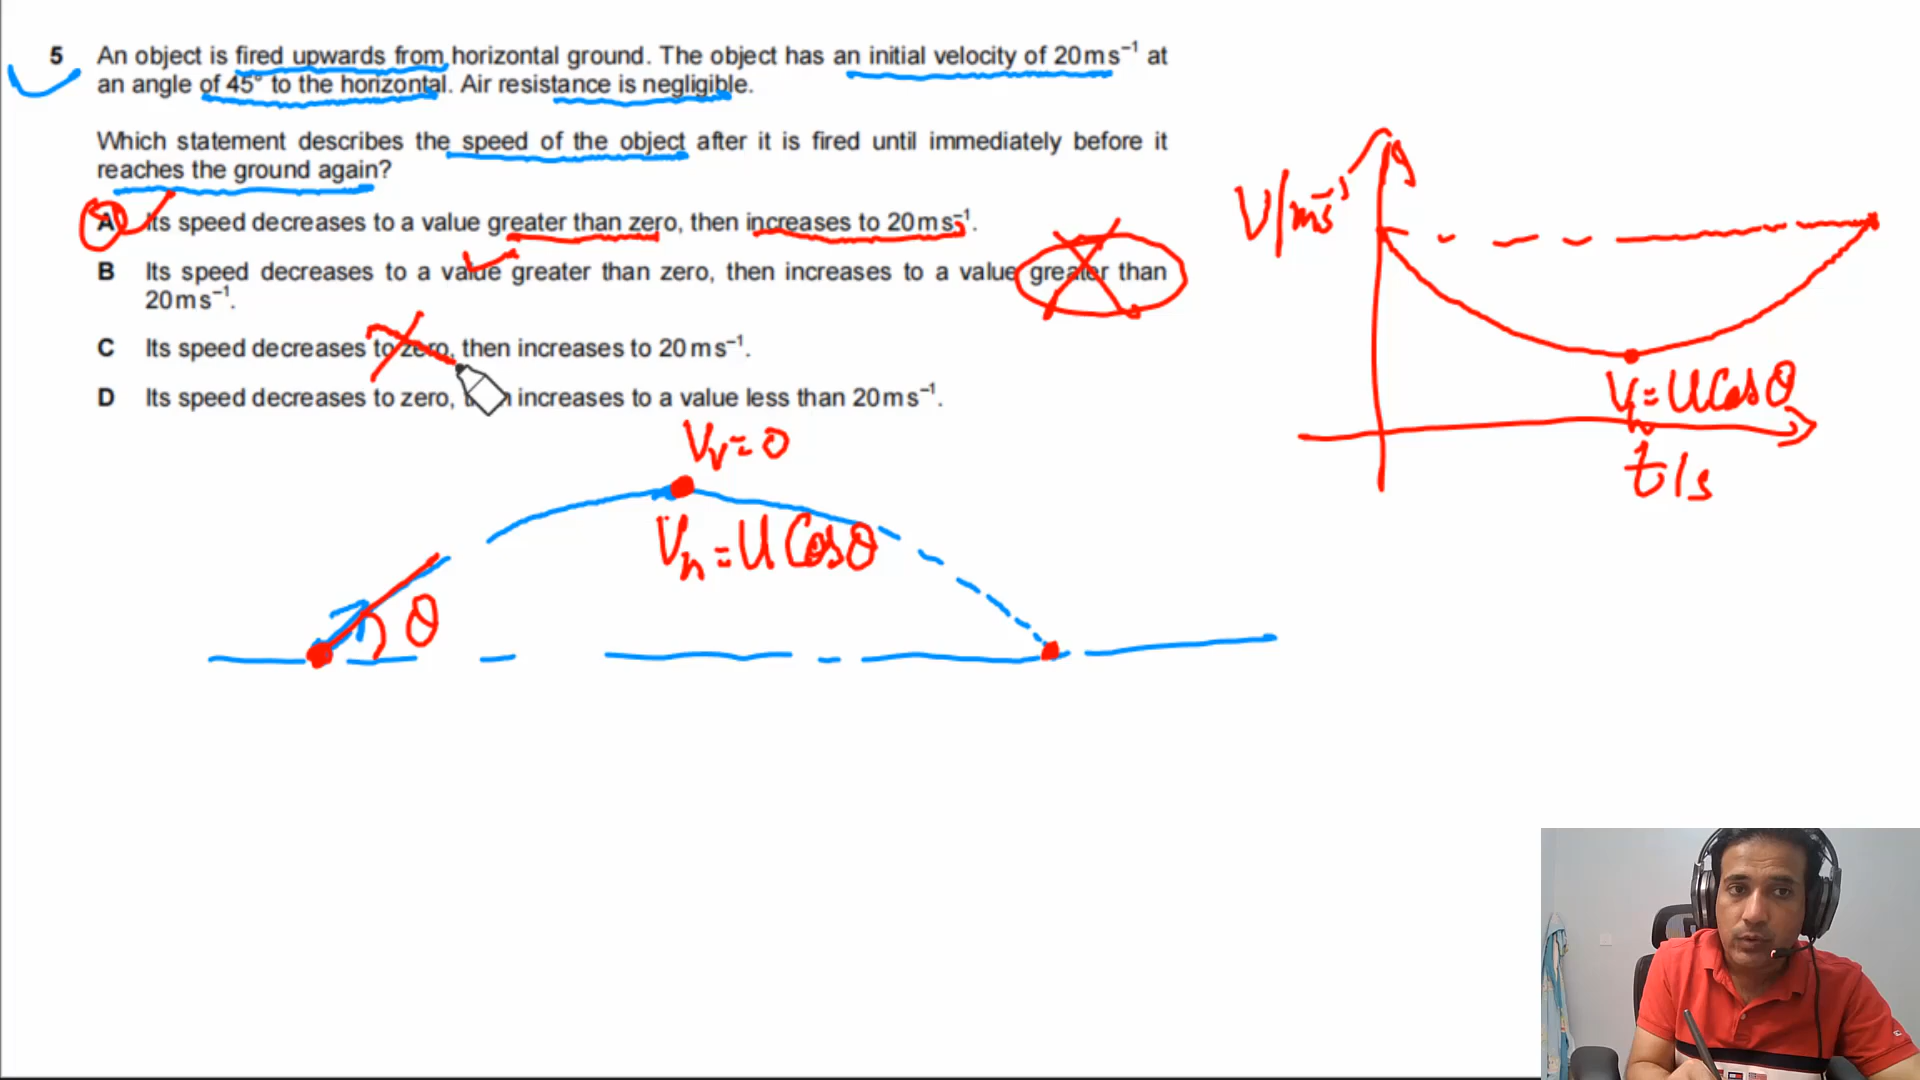 5 An object is fired upwards from horizontal ground. The object has an initial velocity of 20 m s⁻¹ at
an angle of 45° to the horizontal. Air resistance is negligible.
Which statement describes the speed of the object after it is fired until immediately before it
reaches the ground again?
A Its speed decreases to a value greater than zero, then increases to 20 m s⁻¹.
B Its speed decreases to a value greater than zero, then increases to a value greater than
20 m s⁻¹.
C Its speed decreases to zero, then increases to 20 m s⁻¹.
D Its speed decreases to zero, increases to a value less than 20 m s⁻¹.
V/ms⁻¹
V = U Cos θ
t/s
Vv = 0
Vh = U Cos θ
θ